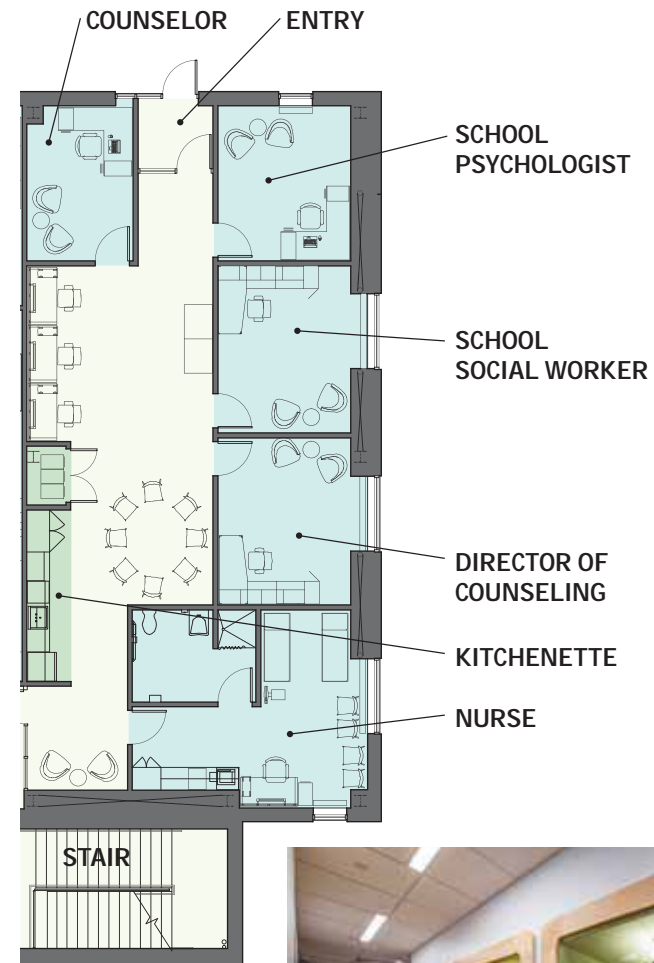 COUNSELOR
ENTRY
SCHOOL
PSYCHOLOGIST
SCHOOL
SOCIAL WORKER
DIRECTOR OF
COUNSELING
KITCHENETTE
NURSE
STAIR